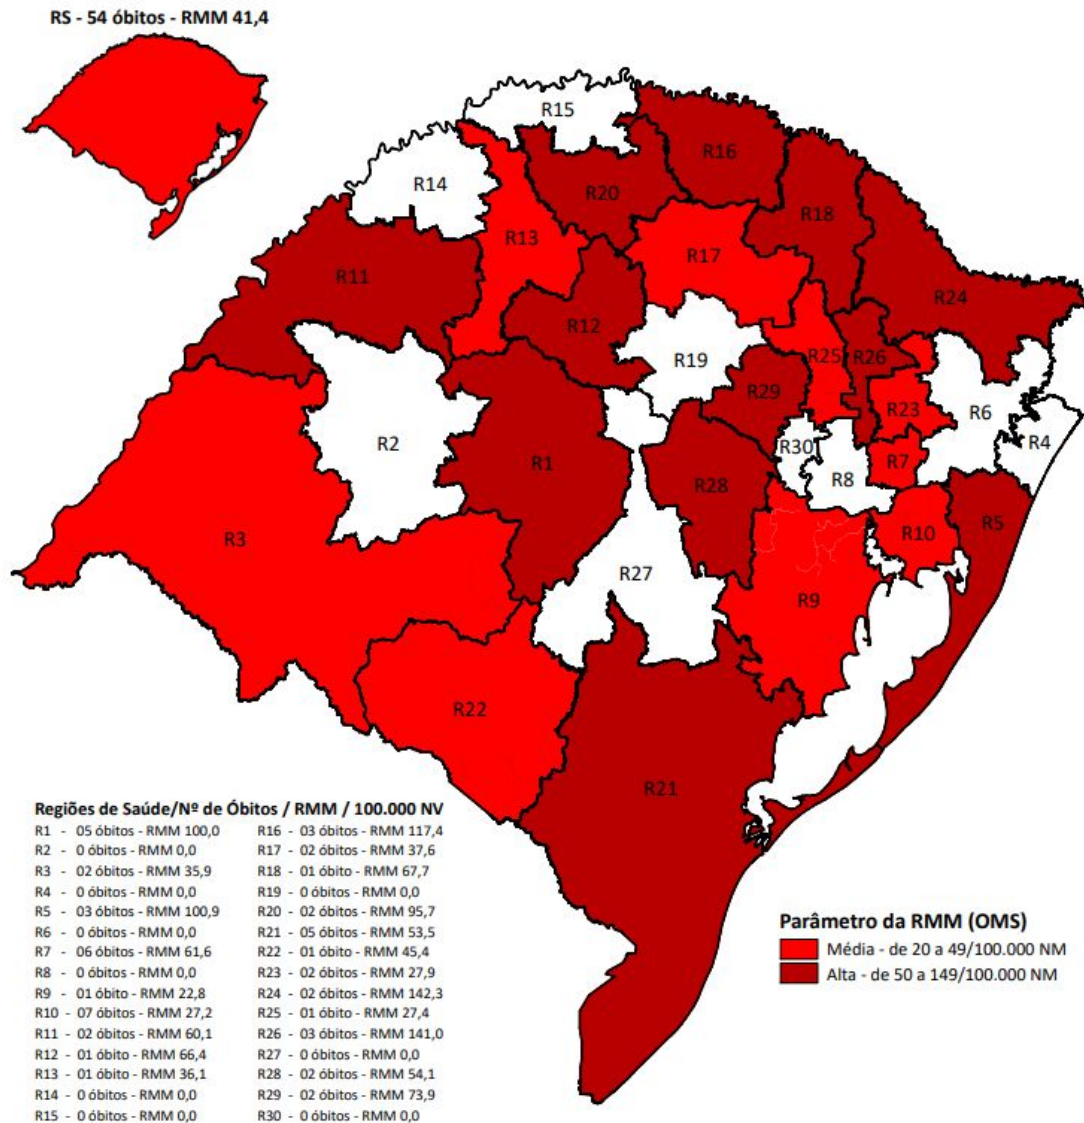 RS - 54 óbitos - RMM 41,4
R15
R16
R14
R20
R18
R13
R17
R11
R24
R12
R19
R25
R26
R29
R23
R6
R4
R2
R1
R30
R7
R8
R28
R5
R3
R10
R27
R9
R22
R21
Regiões de Saúde/Nº de Óbitos / RMM / 100.000 NV
R1 - 05 óbitos - RMM 100,0
R2 - 0 óbitos - RMM 0,0
R3 - 02 óbitos - RMM 35,9
R4 - 0 óbitos - RMM 0,0
R5 - 03 óbitos - RMM 100,9
R6 - 0 óbitos - RMM 0,0
R7 - 06 óbitos - RMM 61,6
R8 - 0 óbitos - RMM 0,0
R9 - 01 óbito - RMM 22,8
R10 - 07 óbitos - RMM 27,2
R11 - 02 óbitos - RMM 60,1
R12 - 01 óbito - RMM 66,4
R13 - 01 óbito - RMM 36,1
R14 - 0 óbitos - RMM 0,0
R15 - 0 óbitos - RMM 0,0
R16 - 03 óbitos - RMM 117,4
R17 - 02 óbitos - RMM 37,6
R18 - 01 óbito - RMM 67,7
R19 - 0 óbitos - RMM 0,0
R20 - 02 óbitos - RMM 95,7
R21 - 05 óbitos - RMM 53,5
R22 - 01 óbito - RMM 45,4
R23 - 02 óbitos - RMM 27,9
R24 - 02 óbitos - RMM 142,3
R25 - 01 óbito - RMM 27,4
R26 - 03 óbitos - RMM 141,0
R27 - 0 óbitos - RMM 0,0
R28 - 02 óbitos - RMM 54,1
R29 - 02 óbitos - RMM 73,9
R30 - 0 óbitos - RMM 0,0
Parâmetro da RMM (OMS)
Média - de 20 a 49/100.000 NM
Alta - de 50 a 149/100.000 NM